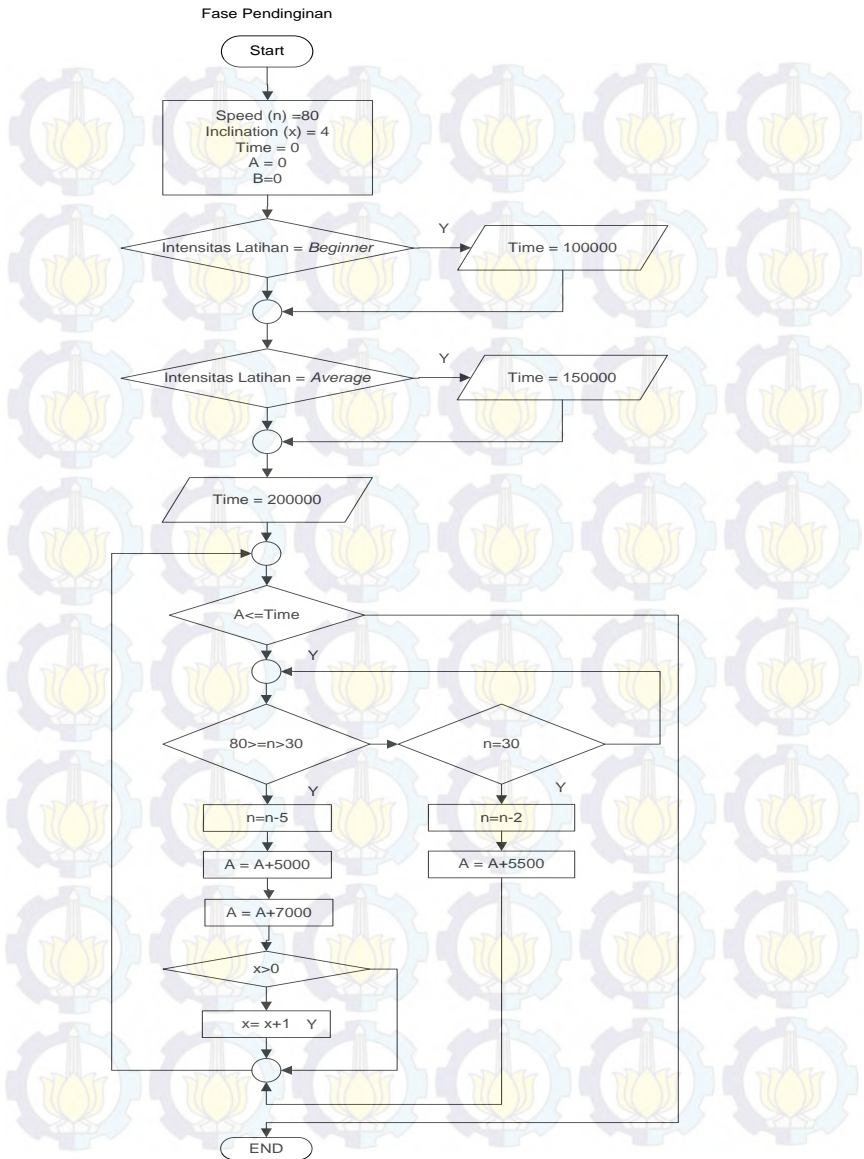 Fase Pendinginan
Start
Speed (n) =80
Inclination (x) = 4
Time = 0
A = 0
B=0
Intensitas Latihan = Beginner
Y
Time = 100000
Intensitas Latihan = Average
Y
Time = 150000
Time = 200000
A<=Time
Y
80>=n>30
n=30
Y
Y
n=n-5
n=n-2
A = A+5000
A = A+5500
A = A+7000
x>0
x= x+1 Y
END